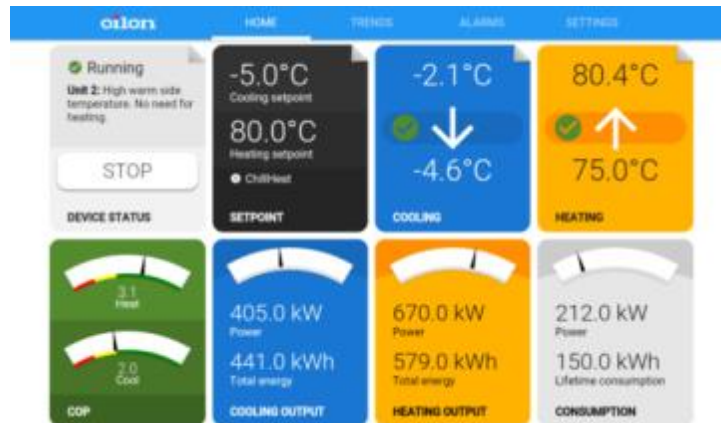 oilon
HOME
TRENDS
ALARMS
SETTINGS
Running
Unit 2: High warm side
temperature. No need for
heating.
STOP
DEVICE STATUS
-5.0°C
Cooling setpoint
80.0°C
Heating setpoint
ChillHeat
SETPOINT
-2.1°C
-4.6°C
COOLING
80.4°C
75.0°C
HEATING
3.1
Heat
2.0
Cool
COP
405.0 kW
Power
441.0 kWh
Total energy
COOLING OUTPUT
670.0 kW
Power
579.0 kWh
Total energy
HEATING OUTPUT
212.0 kW
Power
150.0 kWh
Lifetime consumption
CONSUMPTION